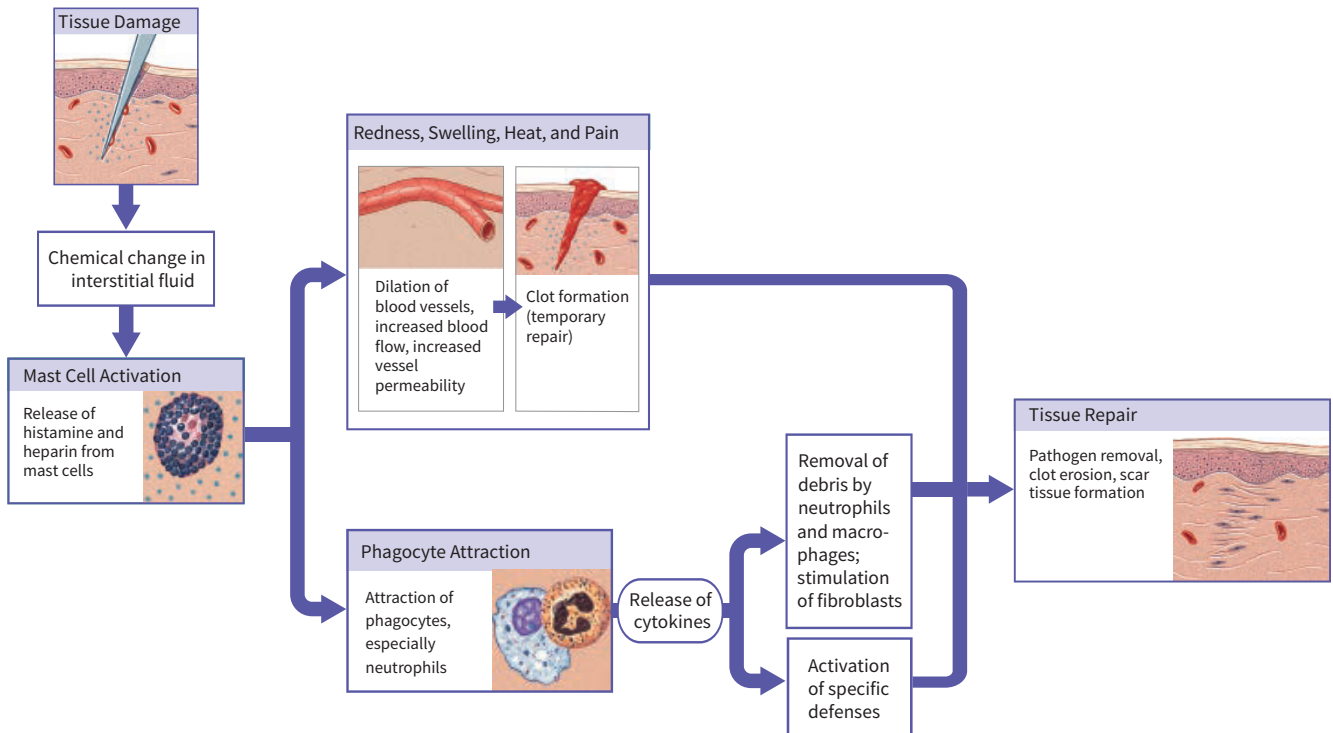 Tissue Damage
Chemical change in
interstitial fluid
Mast Cell Activation
Release of
histamine and
heparin from
mast cells
Redness, Swelling, Heat, and Pain
Dilation of
blood vessels,
increased blood
flow, increased
vessel
permeability
Clot formation
(temporary
repair)
Phagocyte Attraction
Attraction of
phagocytes,
especially
neutrophils
Release of
cytokines
Removal of
debris by
neutrophils
and macro-
phages;
stimulation
of fibroblasts
Activation
of specific
defenses
Tissue Repair
Pathogen removal,
clot erosion, scar
tissue formation